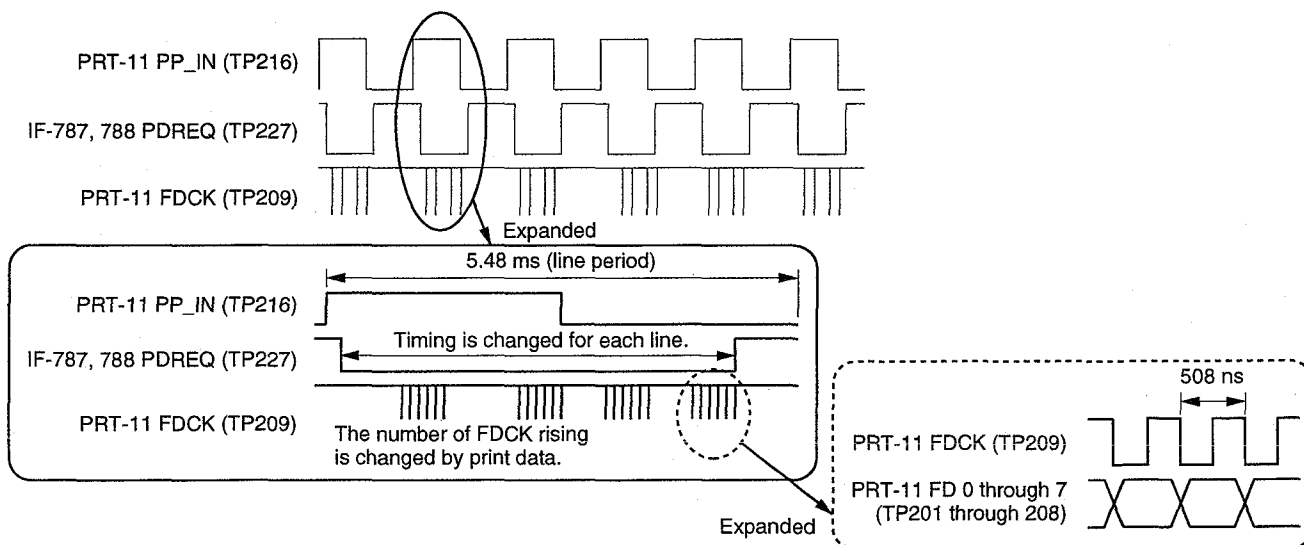 PRT-11 PP_IN (TP216)
IF-787, 788 PDREQ (TP227)
PRT-11 FDCK (TP209)
Expanded
5.48 ms (line period)
PRT-11 PP_IN (TP216)
Timing is changed for each line.
IF-787, 788 PDREQ (TP227)
PRT-11 FDCK (TP209)
The number of FDCK rising
is changed by print data.
508 ns
PRT-11 FDCK (TP209)
PRT-11 FD 0 through 7
(TP201 through 208)
Expanded